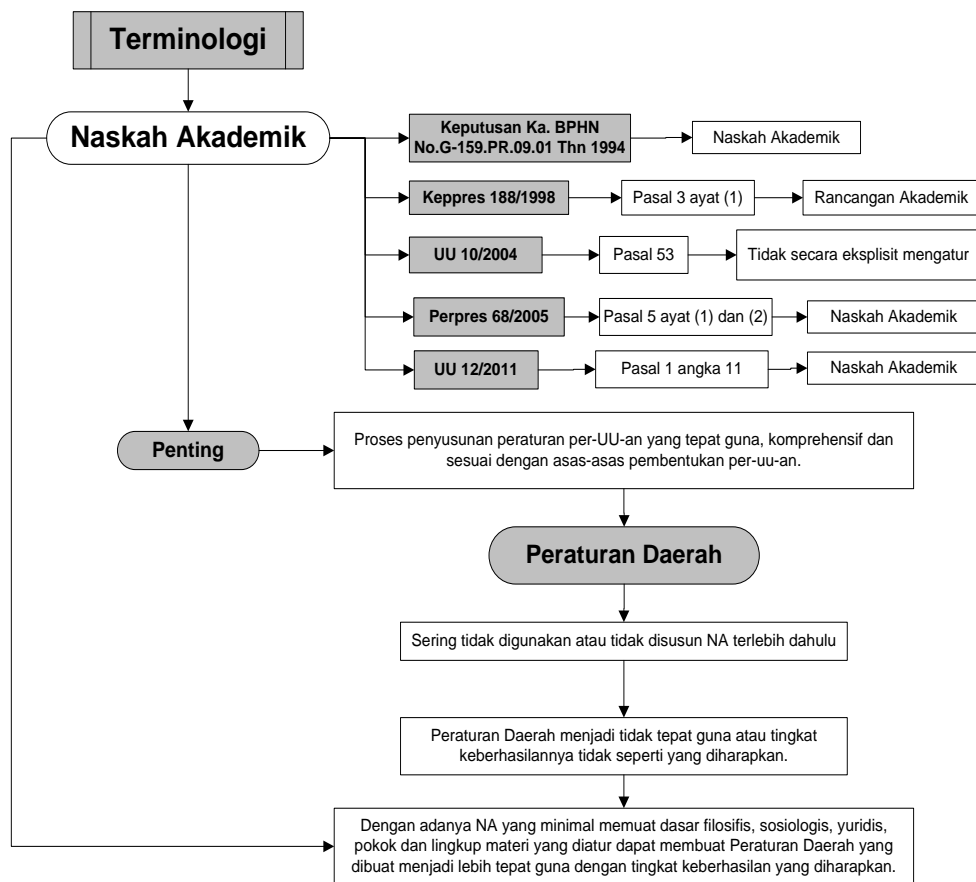 Terminologi
Naskah Akademik
Keputusan Ka. BPHN
No.G-159.PR.09.01 Thn 1994
Naskah Akademik
Keppres 188/1998
Pasal 3 ayat (1)
Rancangan Akademik
UU 10/2004
Pasal 53
Tidak secara eksplisit mengatur
Perpres 68/2005
Pasal 5 ayat (1) dan (2)
Naskah Akademik
UU 12/2011
Pasal 1 angka 11
Naskah Akademik
Penting
Proses penyusunan peraturan per-UU-an yang tepat guna, komprehensif dan
sesuai dengan asas-asas pembentukan per-uu-an.
Peraturan Daerah
Sering tidak digunakan atau tidak disusun NA terlebih dahulu
Peraturan Daerah menjadi tidak tepat guna atau tingkat
keberhasilannya tidak seperti yang diharapkan.
Dengan adanya NA yang minimal memuat dasar filosifis, sosiologis, yuridis,
pokok dan lingkup materi yang diatur dapat membuat Peraturan Daerah yang
dibuat menjadi lebih tepat guna dengan tingkat keberhasilan yang diharapkan.